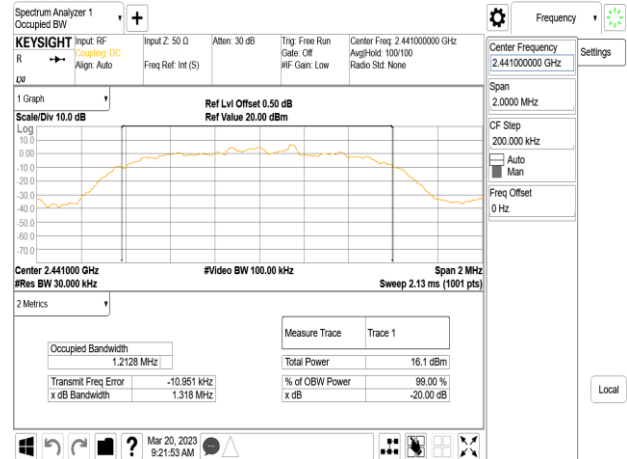 Spectrum Analyzer 1
Occupied BW
Frequency
KEYSIGHT
R
LXI
Input: RF
Coupling: DC
Align: Auto
Input Z: 50 Ω
Freq Ref: Int (S)
Atten: 30 dB
Trig: Free Run
Gate: Off
#IF Gain: Low
Center Freq: 2.441000000 GHz
Avg|Hold: 100/100
Radio Std: None
Center Frequency
2.441000000 GHz
Settings
Span
2.0000 MHz
CF Step
200.000 kHz
Auto
Man
Freq Offset
0 Hz
Local
1 Graph
Scale/Div 10.0 dB
Ref Lvl Offset 0.50 dB
Ref Value 20.00 dBm
Log
10.0
0.00
-10.0
-20.0
-30.0
-40.0
-50.0
-60.0
-70.0
Center 2.441000 GHz
#Res BW 30.000 kHz
#Video BW 100.00 kHz
Span 2 MHz
Sweep 2.13 ms (1001 pts)
2 Metrics
Measure Trace Trace 1
Occupied Bandwidth
1.2128 MHz
Total Power 16.1 dBm
Transmit Freq Error -10.951 kHz
% of OBW Power 99.00 %
x dB Bandwidth 1.318 MHz
x dB -20.00 dB
?
Mar 20, 2023
9:21:53 AM